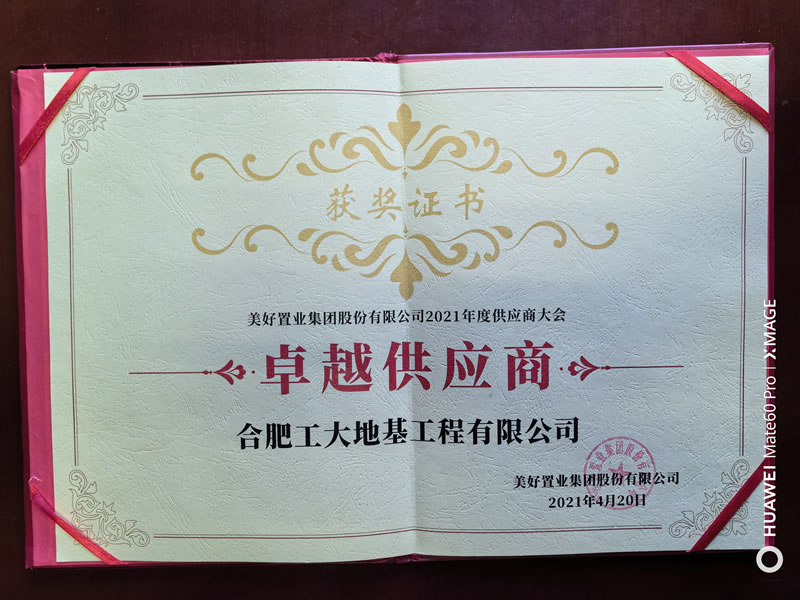 获奖证书
美好置业集团股份有限公司2021年度供应商大会
卓越供应商
合肥工大地基工程有限公司
美好置业集团股份有限公司
2021年4月20日
HUAWEI Mate60 Pro | XMAGE